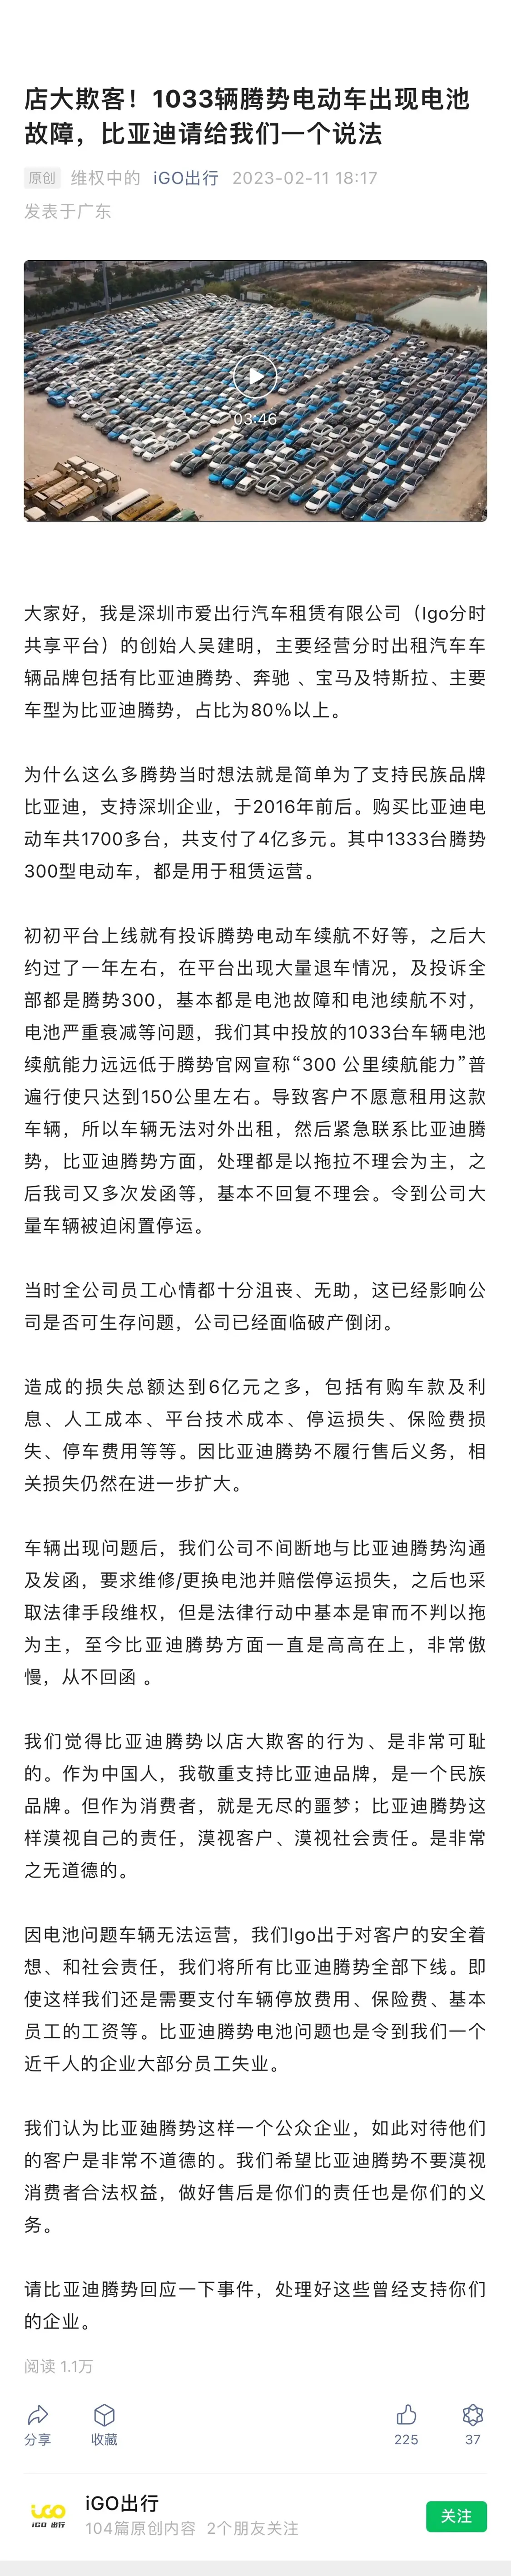 店大欺客！1033辆腾势电动车出现电池
故障，比亚迪请给我们一个说法
原创 维权中的 iGO出行 2023-02-11 18:17
发表于广东
03:46
大家好，我是深圳市爱出行汽车租赁有限公司（Igo分时
共享平台）的创始人吴建明，主要经营分时出租汽车车
辆品牌包括有比亚迪腾势、奔驰 、宝马及特斯拉、主要
车型为比亚迪腾势，占比为80%以上。
为什么这么多腾势当时想法就是简单为了支持民族品牌
比亚迪，支持深圳企业，于2016年前后。购买比亚迪电
动车共1700多台，共支付了4亿多元。其中1333台腾势
300型电动车，都是用于租赁运营。
初初平台上线就有投诉腾势电动车续航不好等，之后大
约过了一年左右，在平台出现大量退车情况，及投诉全
部都是腾势300，基本都是电池故障和电池续航不对，
电池严重衰减等问题，我们其中投放的1033台车辆电池
续航能力远远低于腾势官网宣称“300 公里续航能力”普
遍行使只达到150公里左右。导致客户不愿意租用这款
车辆，所以车辆无法对外出租，然后紧急联系比亚迪腾
势，比亚迪腾势方面，处理都是以拖拉不理会为主，之
后我司又多次发函等，基本不回复不理会。令到公司大
量车辆被迫闲置停运。
当时全公司员工心情都十分沮丧、无助，这已经影响公
司是否可生存问题，公司已经面临破产倒闭。
造成的损失总额达到6亿元之多，包括有购车款及利
息、人工成本、平台技术成本、停运损失、保险费损
失、停车费用等等。因比亚迪腾势不履行售后义务，相
关损失仍然在进一步扩大。
车辆出现问题后，我们公司不间断地与比亚迪腾势沟通
及发函，要求维修/更换电池并赔偿停运损失，之后也采
取法律手段维权，但是法律行动中基本是审而不判以拖
为主，至今比亚迪腾势方面一直是高高在上，非常傲
慢，从不回函 。
我们觉得比亚迪腾势以店大欺客的行为、是非常可耻
的。作为中国人，我敬重支持比亚迪品牌，是一个民族
品牌。但作为消费者，就是无尽的噩梦；比亚迪腾势这
样漠视自己的责任，漠视客户、漠视社会责任。是非常
之无道德的。
因电池问题车辆无法运营，我们Igo出于对客户的安全着
想、和社会责任，我们将所有比亚迪腾势全部下线。即
使这样我们还是需要支付车辆停放费用、保险费、基本
员工的工资等。比亚迪腾势电池问题也是令到我们一个
近千人的企业大部分员工失业。
我们认为比亚廸腾势这样一个公众企业，如此对待他们
的客户是非常不道德的。我们希望比亚迪腾势不要漠视
消费者合法权益，做好售后是你们的责任也是你们的义
务。
请比亚迪腾势回应一下事件，处理好这些曾经支持你们
的企业。
阅读 1.1万
分享 收藏 225 37
iGO 出行
iGO出行
104篇原创内容 2个朋友关注
关注